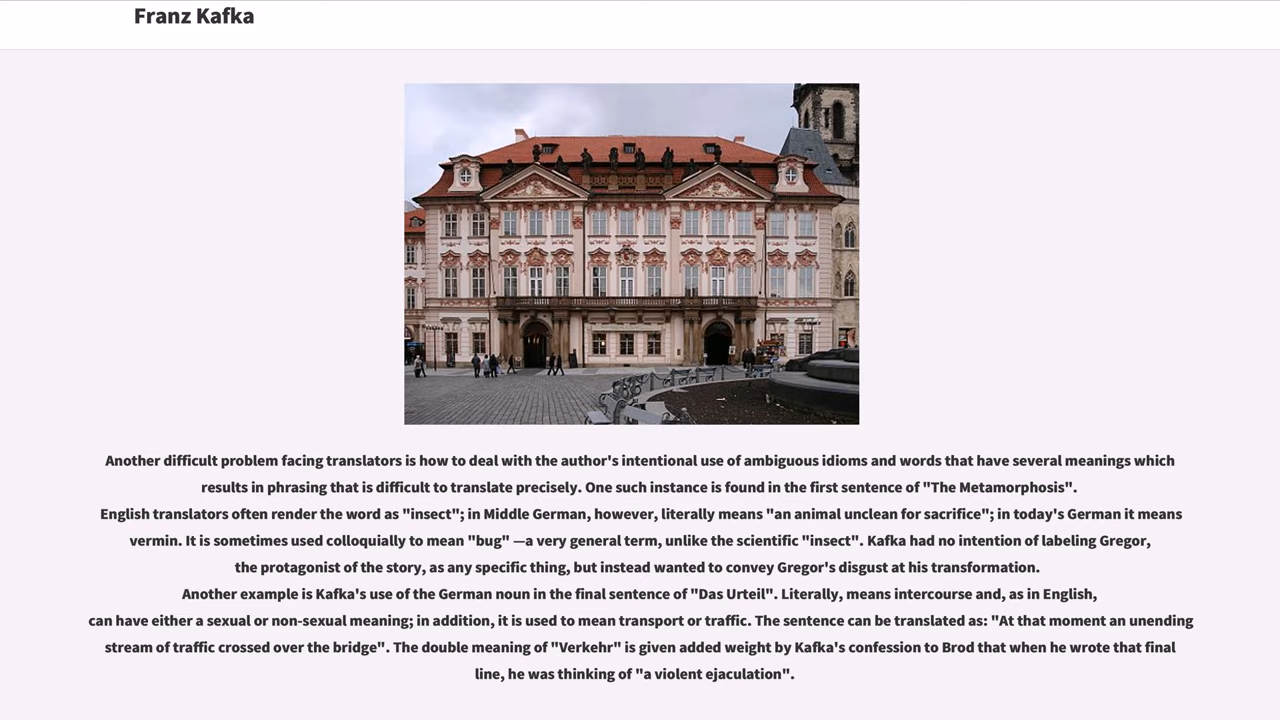 Franz Kafka
Another difficult problem facing translators is how to deal with the author's intentional use of ambiguous idioms and words that have several meanings which
results in phrasing that is difficult to translate precisely. One such instance is found in the first sentence of "The Metamorphosis".
English translators often render the word as "insect"; in Middle German, however, literally means "an animal unclean for sacrifice"; in today's German it means
vermin. It is sometimes used colloquially to mean "bug" —a very general term, unlike the scientific "insect". Kafka had no intention of labeling Gregor,
the protagonist of the story, as any specific thing, but instead wanted to convey Gregor's disgust at his transformation.
Another example is Kafka's use of the German noun in the final sentence of "Das Urteil". Literally, means intercourse and, as in English,
can have either a sexual or non-sexual meaning; in addition, it is used to mean transport or traffic. The sentence can be translated as: "At that moment an unending
stream of traffic crossed over the bridge". The double meaning of "Verkehr" is given added weight by Kafka's confession to Brod that when he wrote that final
line, he was thinking of "a violent ejaculation".